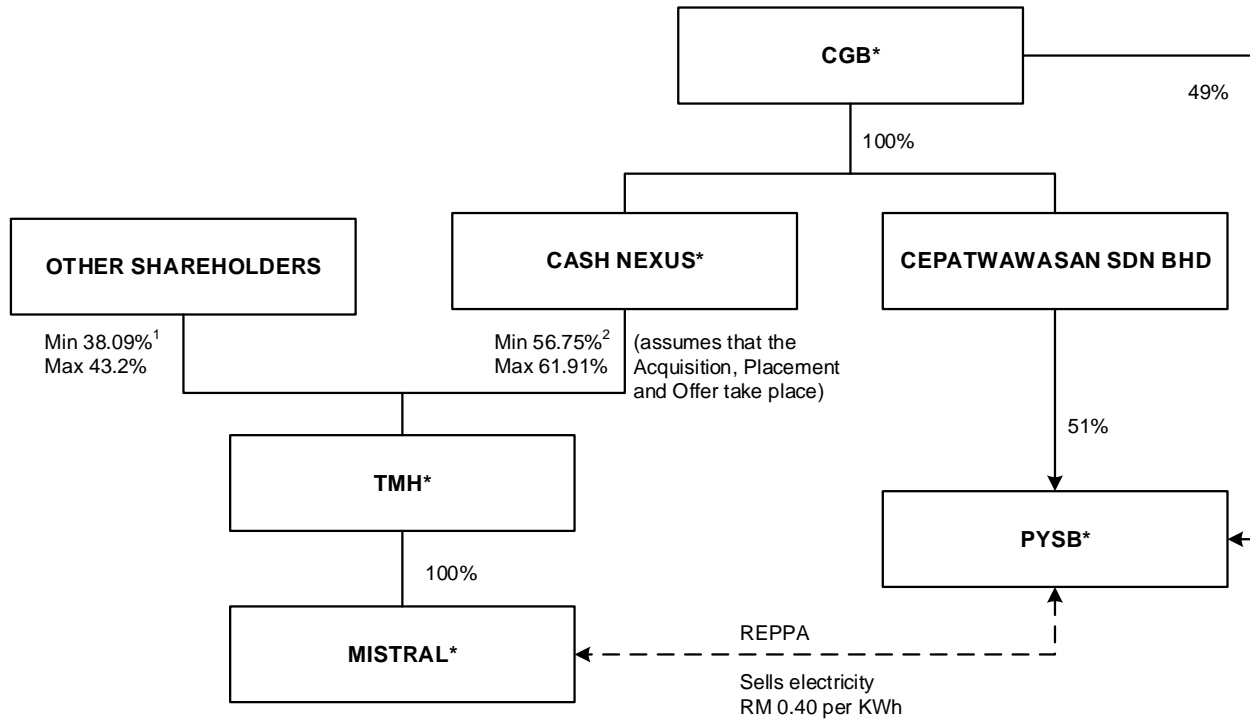 CGB*
49%
100%
OTHER SHAREHOLDERS
CASH NEXUS*
CEPATWAWASAN SDN BHD
Min 38.09%1
Max 43.2%
Min 56.75%2
Max 61.91%
(assumes that the
Acquisition, Placement
and Offer take place)
51%
TMH*
PYSB*
100%
MISTRAL*
REPPA
Sells electricity
RM 0.40 per KWh